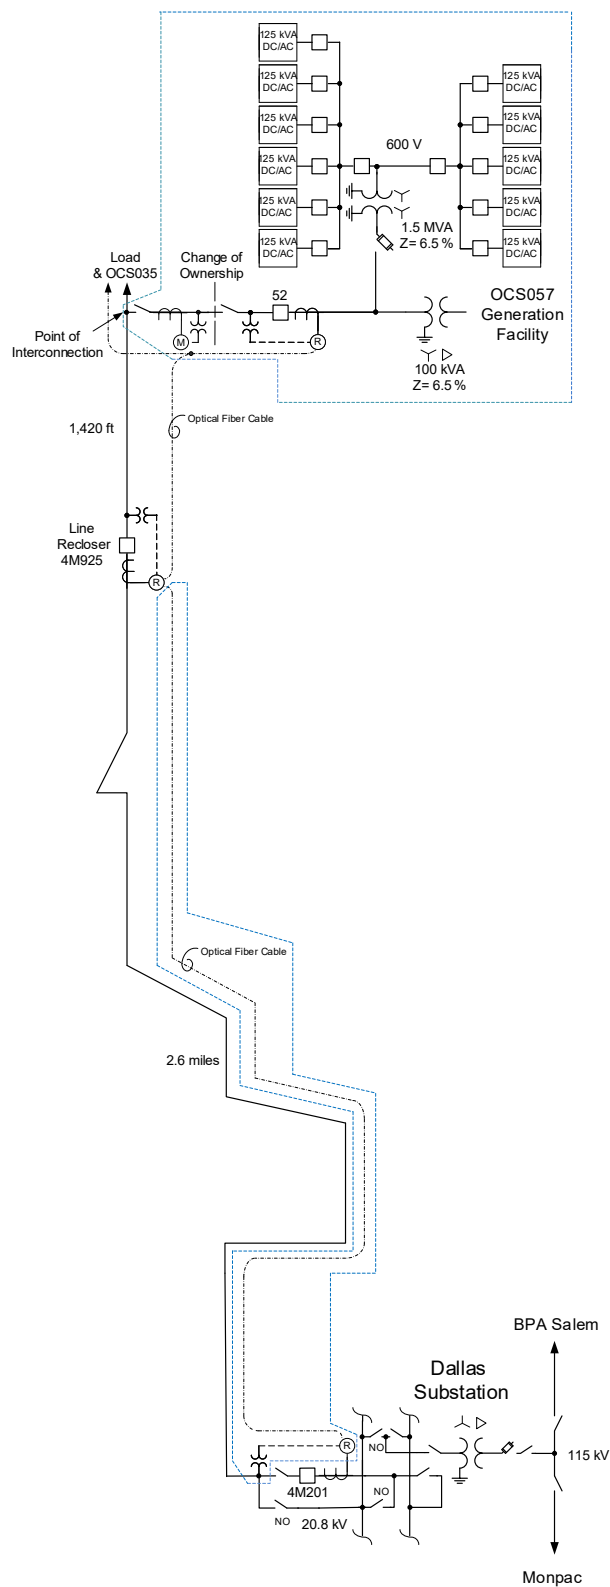 125 kVA
DC/AC
125 kVA
DC/AC
125 kVA
DC/AC
125 kVA
DC/AC
125 kVA
DC/AC
125 kVA
DC/AC
125 kVA
DC/AC
125 kVA
DC/AC
125 kVA
DC/AC
125 kVA
DC/AC
125 kVA
DC/AC
600 V
1.5 MVA
Z= 6.5 %
Load
& OCS035
Change of
Ownership
52
OCS057
Generation
Facility
Point of
Interconnection
M
R
100 kVA
Z= 6.5 %
1,420 ft
Optical Fiber Cable
Line
Recloser
4M925
R
Optical Fiber Cable
2.6 miles
BPA Salem
Dallas
Substation
R
NO
115 kV
4M201
NO
NO
20.8 kV
Monpac